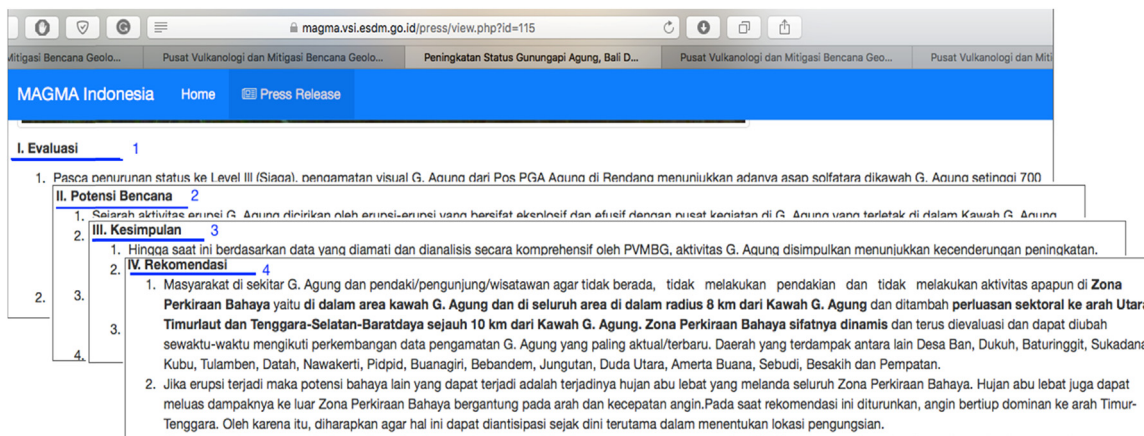 magma.vsi.esdm.go.id/press/view.php?id=115
Mitigasi Bencana Geolo... Pusat Vulkanologi dan Mitigasi Bencana Geolo... Peningkatan Status Gunungapi Agung, Bali D... Pusat Vulkanologi dan Mitigasi Bencana Geo... Pusat Vulkanologi dan Miti
MAGMA Indonesia Home Press Release
I. Evaluasi 1
1. Pasca penurunan status ke Level III (Siaga), pengamatan visual G. Agung dari Pos PGA Agung di Rendang menunjukkan adanya asap solfatara dikawah G. Agung setinggi 700
II. Potensi Bencana 2
1. Sejarah aktivitas erupsi G. Agung dicirikan oleh erupsi-erupsi yang bersifat eksplosif dan efusif dengan pusat kegiatan di G. Agung yang terletak di dalam Kawah G. Agung
2. III. Kesimpulan 3
1. Hingga saat ini berdasarkan data yang diamati dan dianalisis secara komprehensif oleh PVMBG, aktivitas G. Agung disimpulkan menunjukkan kecenderungan peningkatan.
2. IV. Rekomendasi 4
1. Masyarakat di sekitar G. Agung dan pendaki/pengunjung/wisatawan agar tidak berada, tidak melakukan pendakian dan tidak melakukan aktivitas apapun di Zona
2. 3. Perkiraan Bahaya yaitu di dalam area kawah G. Agung dan di seluruh area di dalam radius 8 km dari Kawah G. Agung dan ditambah perluasan sektoral ke arah Utara
3. Timurlaut dan Tenggara-Selatan-Baratdaya sejauh 10 km dari Kawah G. Agung. Zona Perkiraan Bahaya sifatnya dinamis dan terus dievaluasi dan dapat diubah
sewaktu-waktu mengikuti perkembangan data pengamatan G. Agung yang paling aktual/terbaru. Daerah yang terdampak antara lain Desa Ban, Dukuh, Baturinggit, Sukadana
4. Kubu, Tulamben, Datah, Nawakerti, Pidpid, Buanagiri, Bebandem, Jungutan, Duda Utara, Amerta Buana, Sebudi, Besakih dan Pempatan.
2. Jika erupsi terjadi maka potensi bahaya lain yang dapat terjadi adalah terjadinya hujan abu lebat yang melanda seluruh Zona Perkiraan Bahaya. Hujan abu lebat juga dapat
meluas dampaknya ke luar Zona Perkiraan Bahaya bergantung pada arah dan kecepatan angin.Pada saat rekomendasi ini diturunkan, angin bertiup dominan ke arah Timur-
Tenggara. Oleh karena itu, diharapkan agar hal ini dapat diantisipasi sejak dini terutama dalam menentukan lokasi pengungsian.